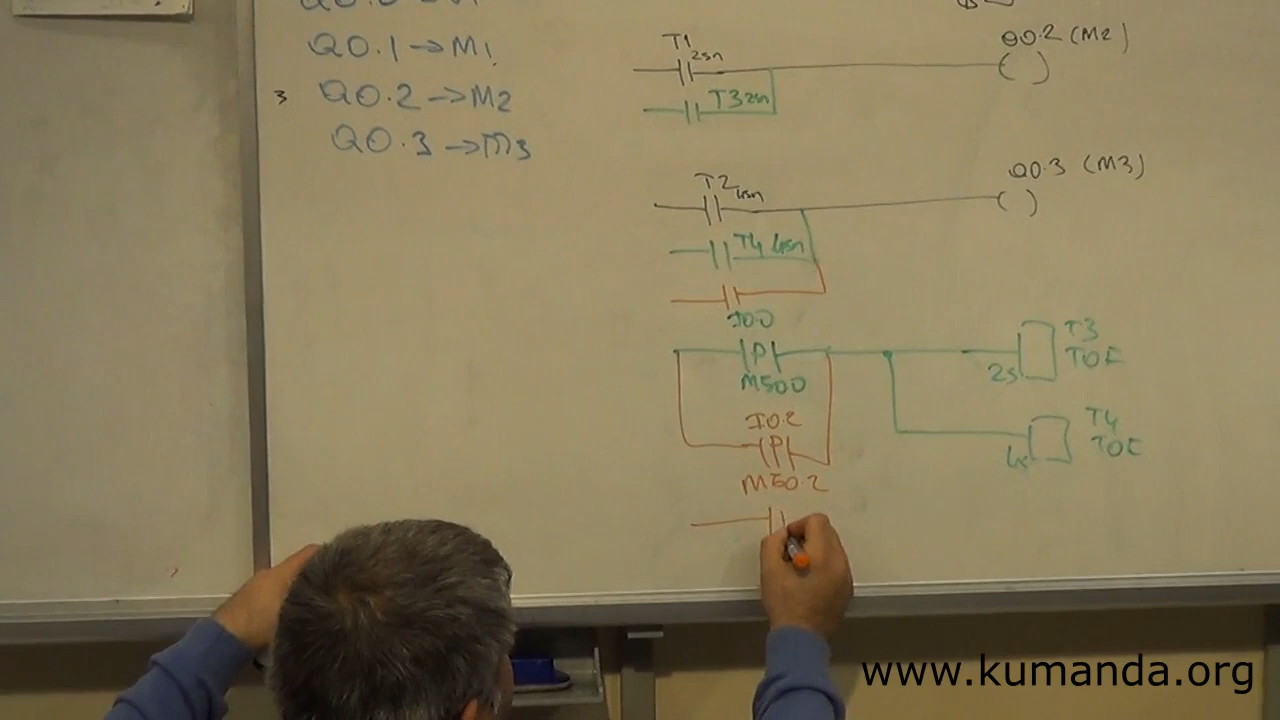 Q0.1 → M1
3 Q0.2 → M2
Q0.3 → M3
T1
2sn
Q0.2 (M2)
( )
T3 2sn
T2
4sn
Q0.3 (M3)
( )
T4 4sn
I0.0
P
M50.0
2s
T3
TOF
I0.2
P
M50.2
4s
T4
TOF
www.kumanda.org